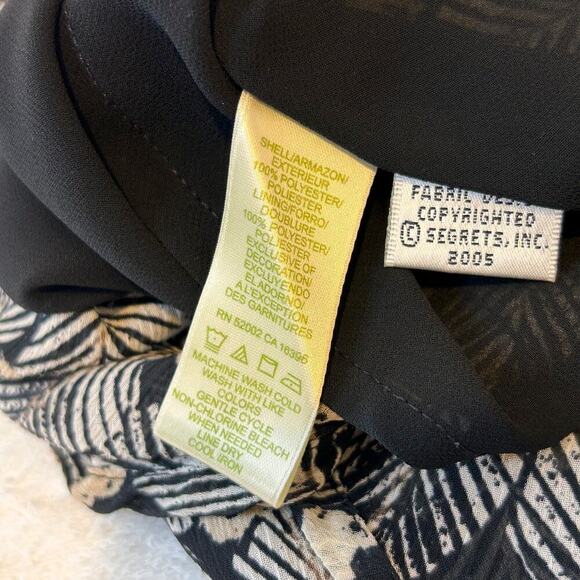 SHELL/ARMAZON/
EXTERIEUR
100% POLYESTER/
POLIESTER
LINING/FORRO/
DOUBLURE
100% POLYESTER/
POLIESTER
EXCLUSIVE OF
DECORATION/
EXCLUYENDO
EL ADORNO/
A L'EXCEPTION
DES GARNITURES
RN 52002 CA 16396
MACHINE WASH COLD
WASH WITH LIKE
COLORS
GENTLE CYCLE
NON-CHLORINE BLEACH
WHEN NEEDED
LINE DRY
COOL IRON
FABRIC
COPYRIGHTED
© SEGRETS, INC.
2005